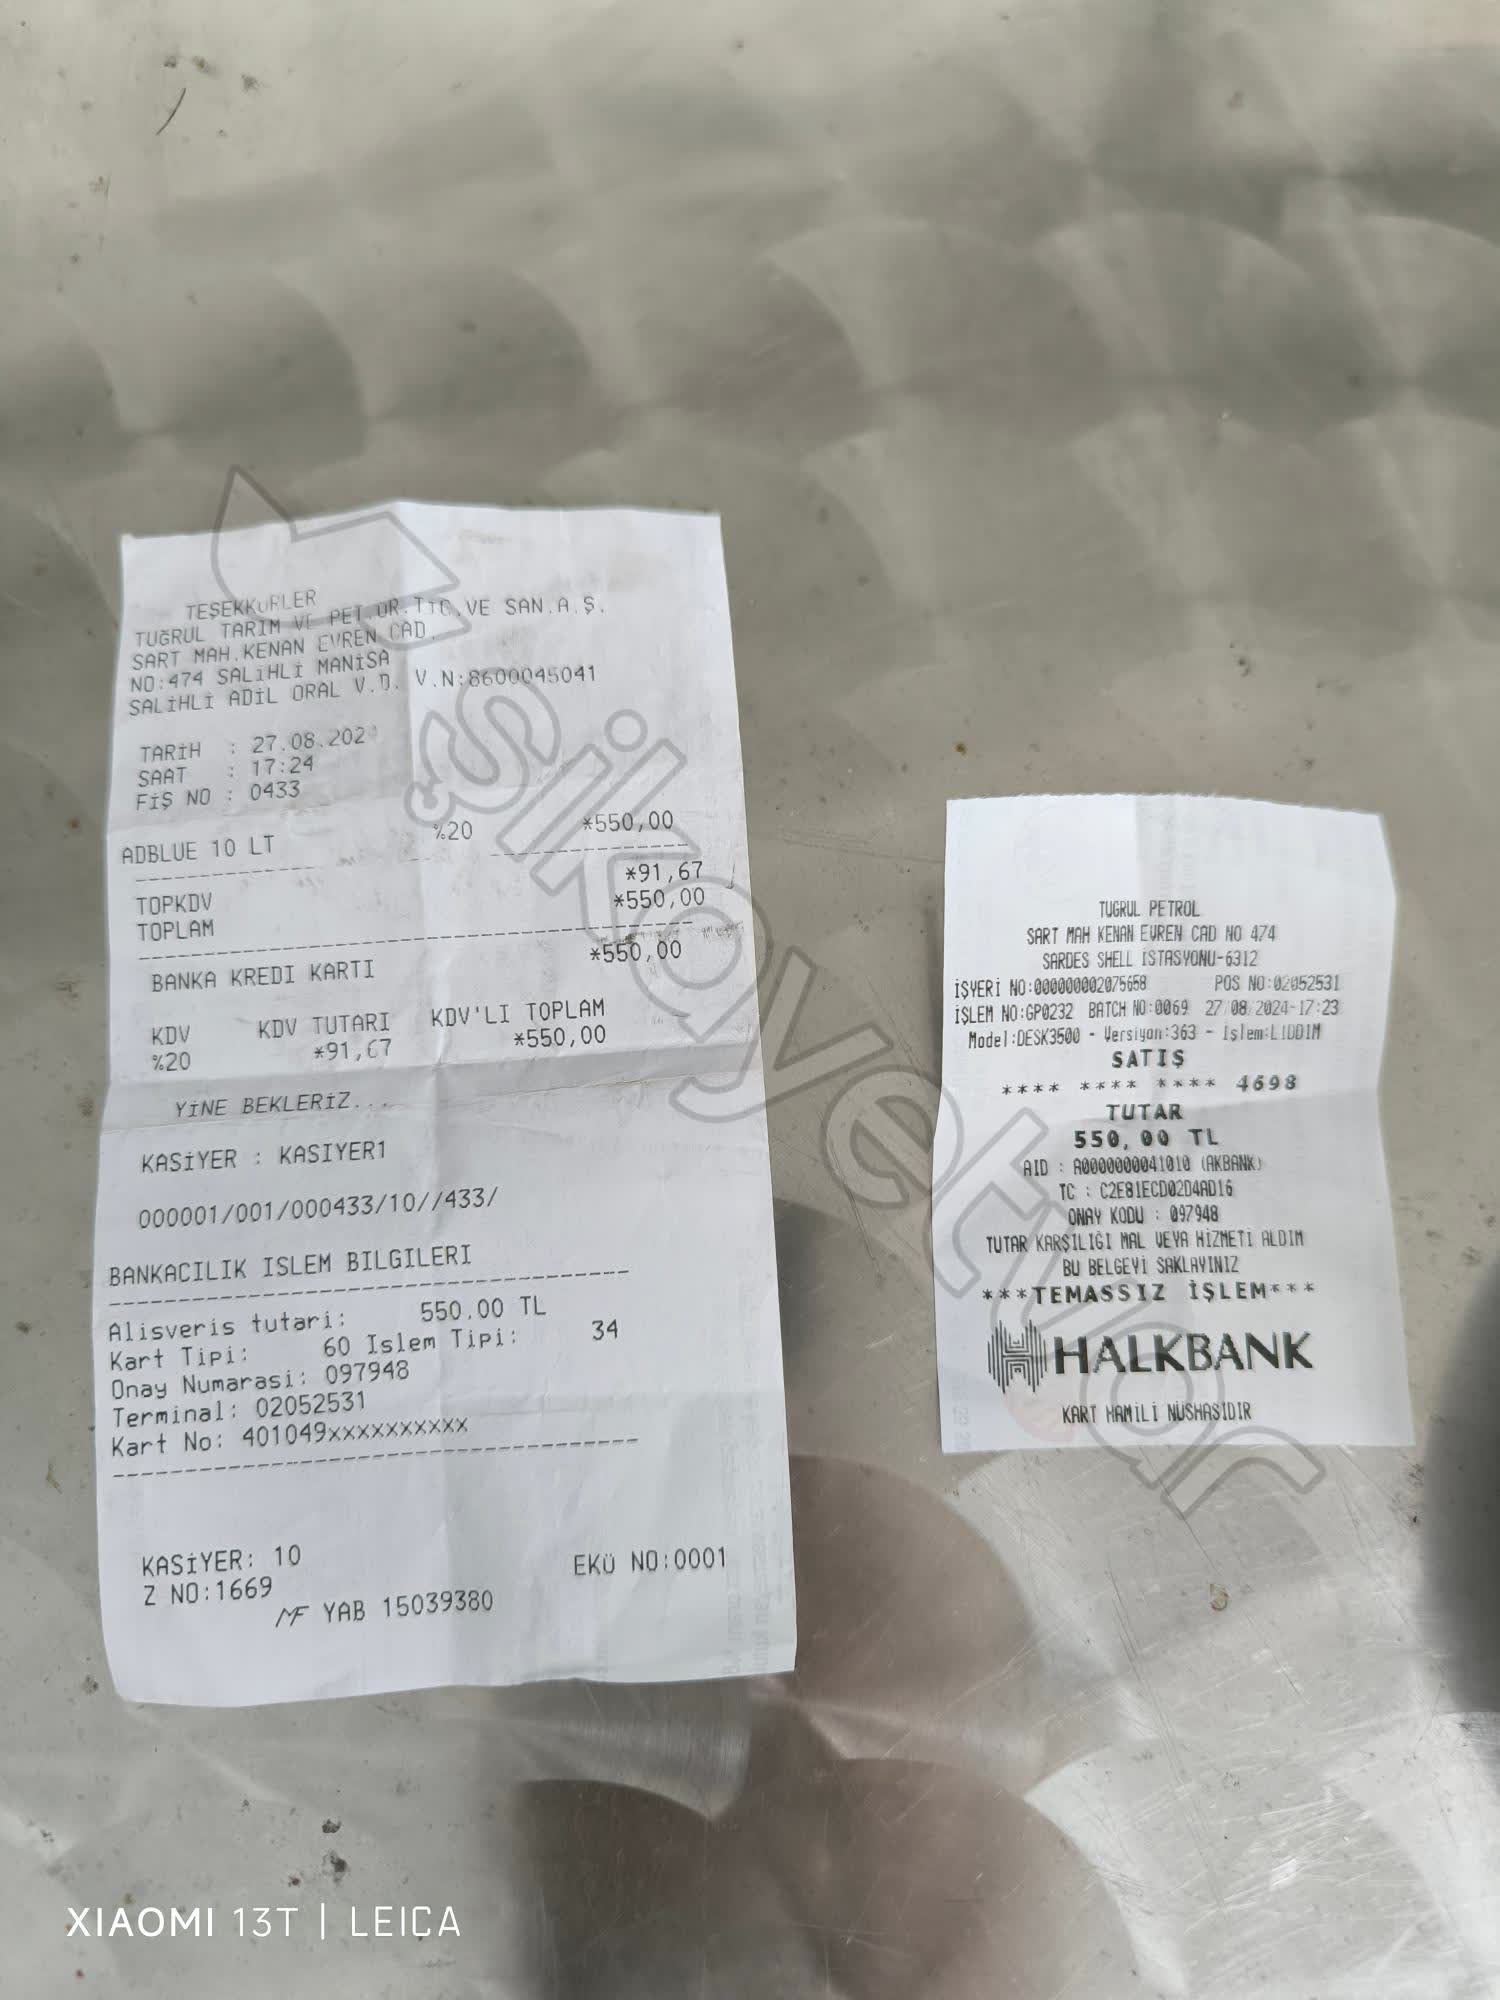 TEŞEKKÜRLER
TUĞRUL TARIM VE PET.ÜR.TİC.VE SAN.A.Ş.
SART MAH.KENAN EVREN CAD.
NO:474 SALİHLİ MANİSA
SALİHLİ ADİL ORAL V.D. V.N:8600045041
TARİH : 27.08.202
SAAT : 17:24
FİŞ NO : 0433
ADBLUE 10 LT %20 *550,00
TOPKDV *91,67
TOPLAM *550,00
BANKA KREDI KARTI *550,00
KDV KDV TUTARI KDV'LI TOPLAM
%20 *91,67 *550,00
YİNE BEKLERİZ...
KASİYER : KASIYER1
000001/001/000433/10//433/
BANKACILIK ISLEM BILGILERI
Alisveris tutari: 550.00 TL
Kart Tipi: 60 Islem Tipi: 34
Onay Numarasi: 097948
Terminal: 02052531
Kart No: 401049xxxxxxxxxx
KASİYER: 10 EKÜ NO:0001
Z NO:1669
MF YAB 15039380
TUĞRUL PETROL
SART MAH KENAN EVREN CAD NO 474
SARDES SHELL İSTASYONU-6312
İŞYERİ NO:000000002075658 POS NO:02052531
İŞLEM NO:GP0232 BATCH NO:0069 27/08/2024-17:23
Model:DESK3500 - Versiyon:363 - İşlem:LIDDIM
SATIŞ
**** **** **** 4698
TUTAR
550,00 TL
AID : A0000000041010 (AKBANK)
TC : C2E81ECD02D4AD16
ONAY KODU : 097948
TUTAR KARŞILIĞI MAL VEYA HİZMETİ ALDIM
BU BELGEYİ SAKLAYINIZ
***TEMASSIZ İŞLEM***
HALKBANK
KART HAMİLİ NÜSHASIDIR
şikayetvar
XIAOMI 13T | LEICA